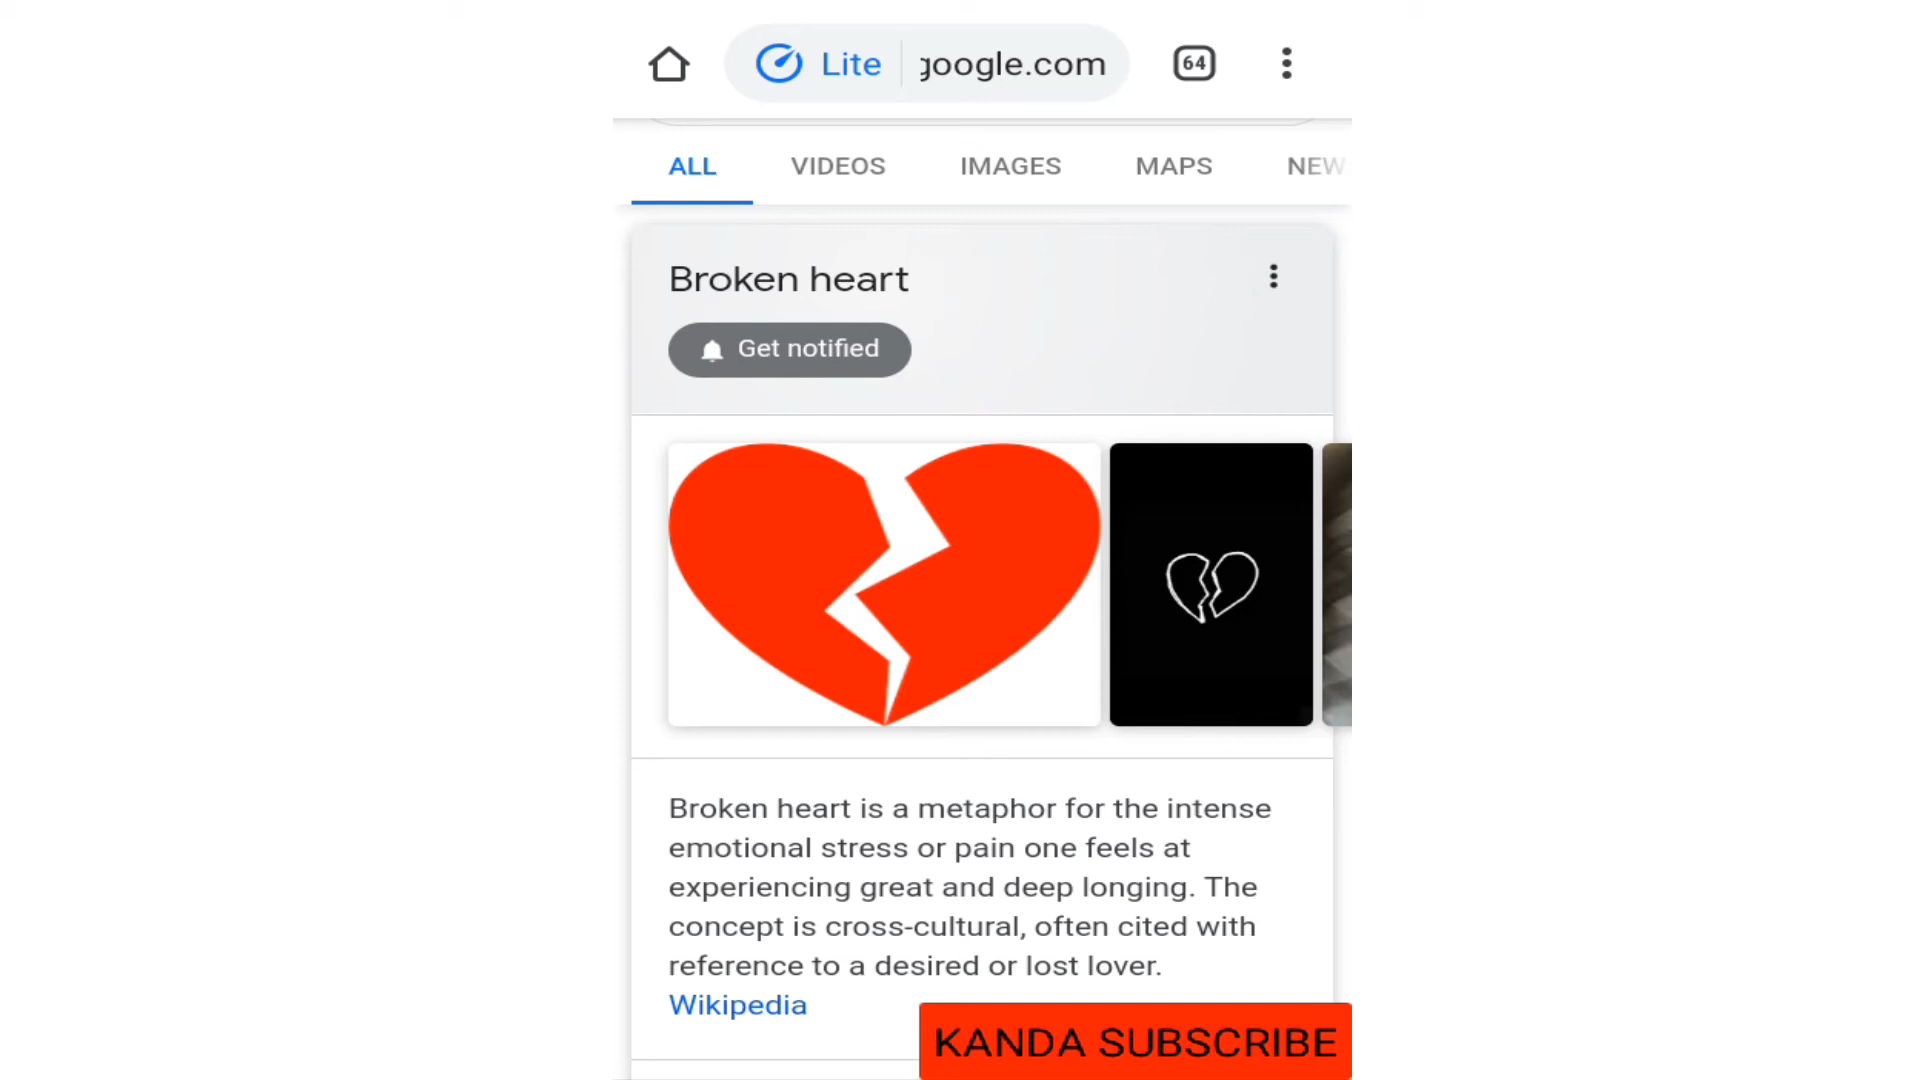 Lite google.com 64
ALL VIDEOS IMAGES MAPS NEW
Broken heart
Get notified
Broken heart is a metaphor for the intense
emotional stress or pain one feels at
experiencing great and deep longing. The
concept is cross-cultural, often cited with
reference to a desired or lost lover.
Wikipedia
KANDA SUBSCRIBE